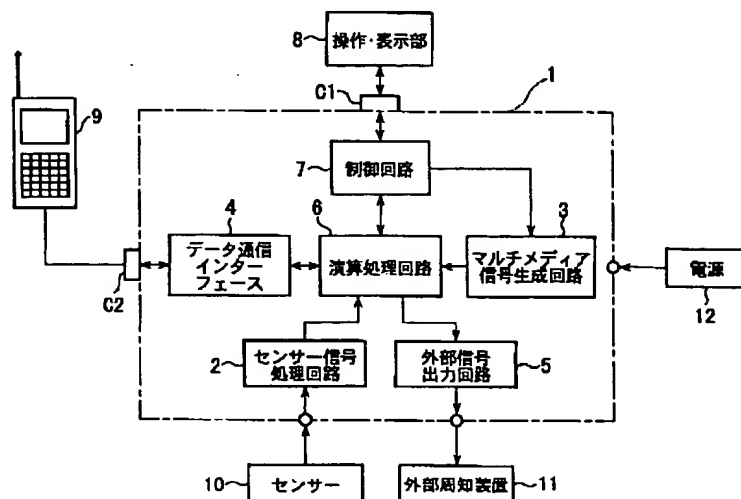 8
操作・表示部
1
C1
9
7
制御回路
4
6
3
データ通信
インター
フェース
演算処理回路
マルチメディア
信号生成回路
電源
C2
12
2
センサー信号
処理回路
外部信号
出力回路
5
10
センサー
外部周知装置
11